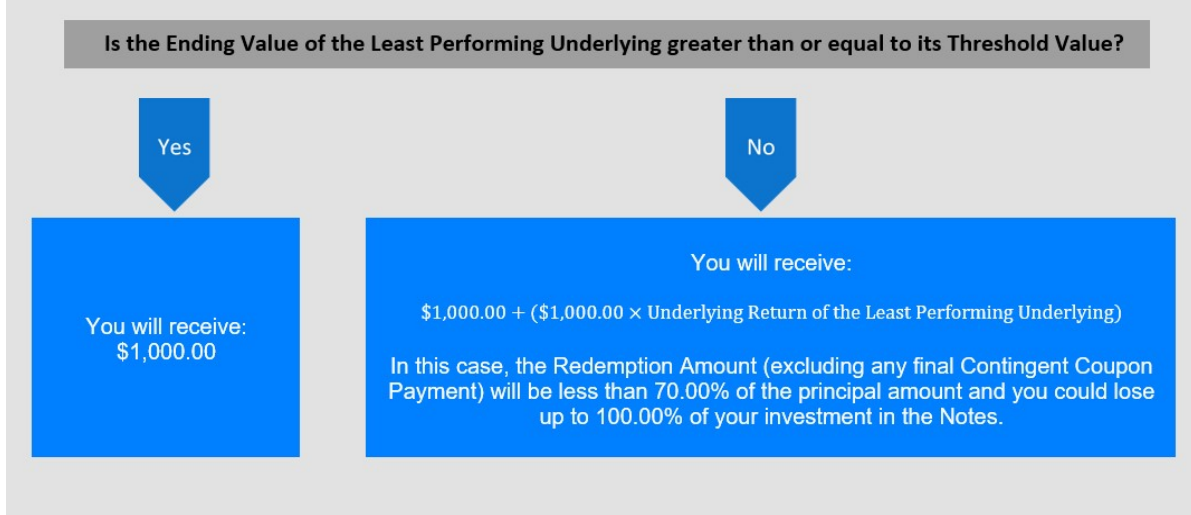 Is the Ending Value of the Least Performing Underlying greater than or equal to its Threshold Value?
Yes
No
You will receive:
$1,000.00
You will receive:
$1,000.00 + ($1,000.00 × Underlying Return of the Least Performing Underlying)
In this case, the Redemption Amount (excluding any final Contingent Coupon
Payment) will be less than 70.00% of the principal amount and you could lose
up to 100.00% of your investment in the Notes.